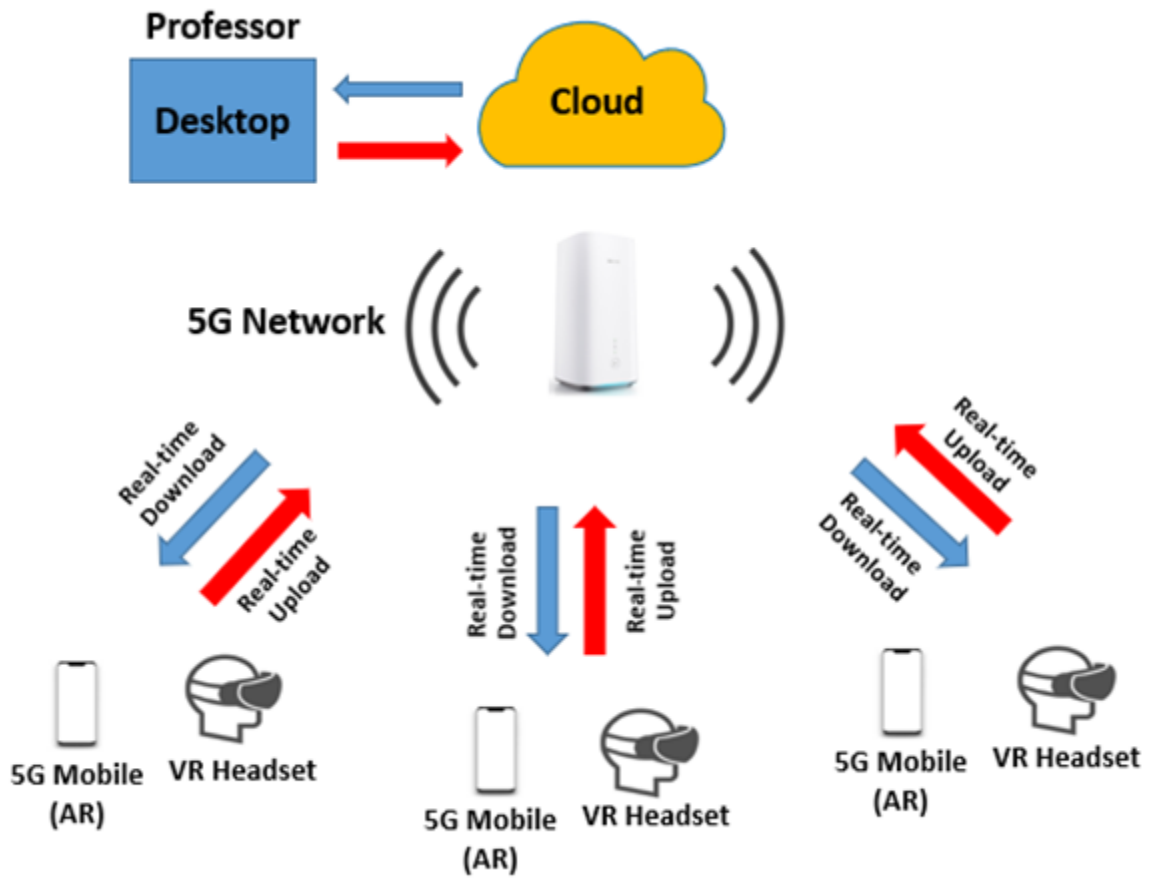 Professor
Desktop
Cloud
5G Network
Real-time
Download
Real-time
Upload
Real-time
Download
Real-time
Upload
Real-time
Upload
Real-time
Download
5G Mobile
(AR)
VR Headset
5G Mobile
(AR)
VR Headset
5G Mobile
(AR)
VR Headset